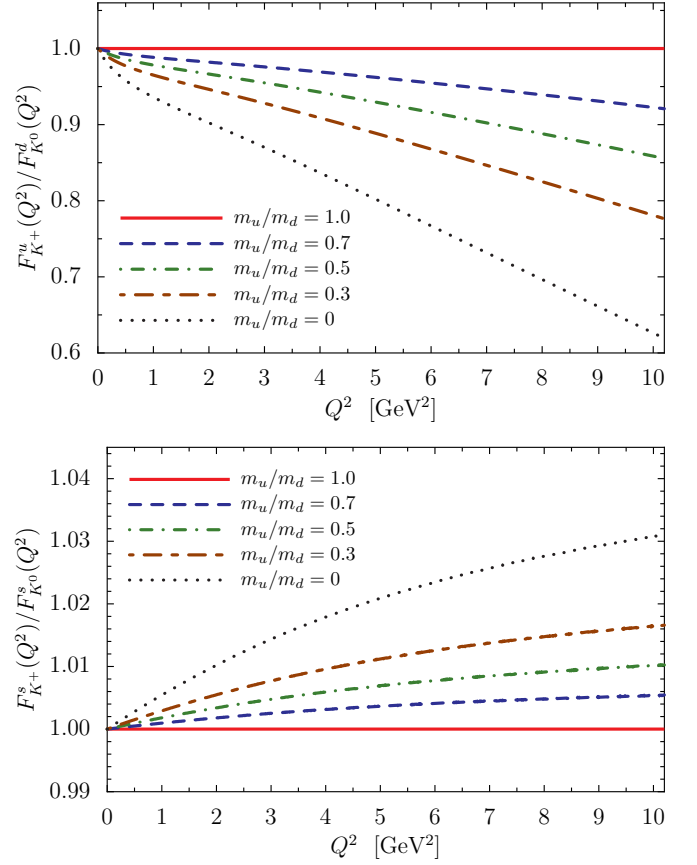 F^u_{K^+}(Q^2)/F^d_{K^0}(Q^2)
1.0
0.9
0.8
0.7
0.6
m_u/m_d = 1.0
m_u/m_d = 0.7
m_u/m_d = 0.5
m_u/m_d = 0.3
m_u/m_d = 0
0 1 2 3 4 5 6 7 8 9 10
Q^2 [GeV^2]
F^s_{K^+}(Q^2)/F^s_{K^0}(Q^2)
1.04
1.03
1.02
1.01
1.00
0.99
m_u/m_d = 1.0
m_u/m_d = 0.7
m_u/m_d = 0.5
m_u/m_d = 0.3
m_u/m_d = 0
0 1 2 3 4 5 6 7 8 9 10
Q^2 [GeV^2]